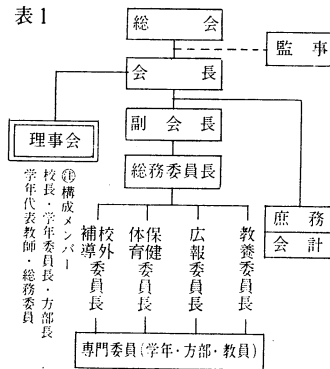 表1
総会
監事
会長
副会長
理事会
総務委員長
庶務
会計
㊟構成メンバー
校長・学年委員長・方部長
学年代表教師・総務委員
教養委員長
広報委員長
保健体育委員長
校外補導委員長
専門委員(学年・方部・教員)